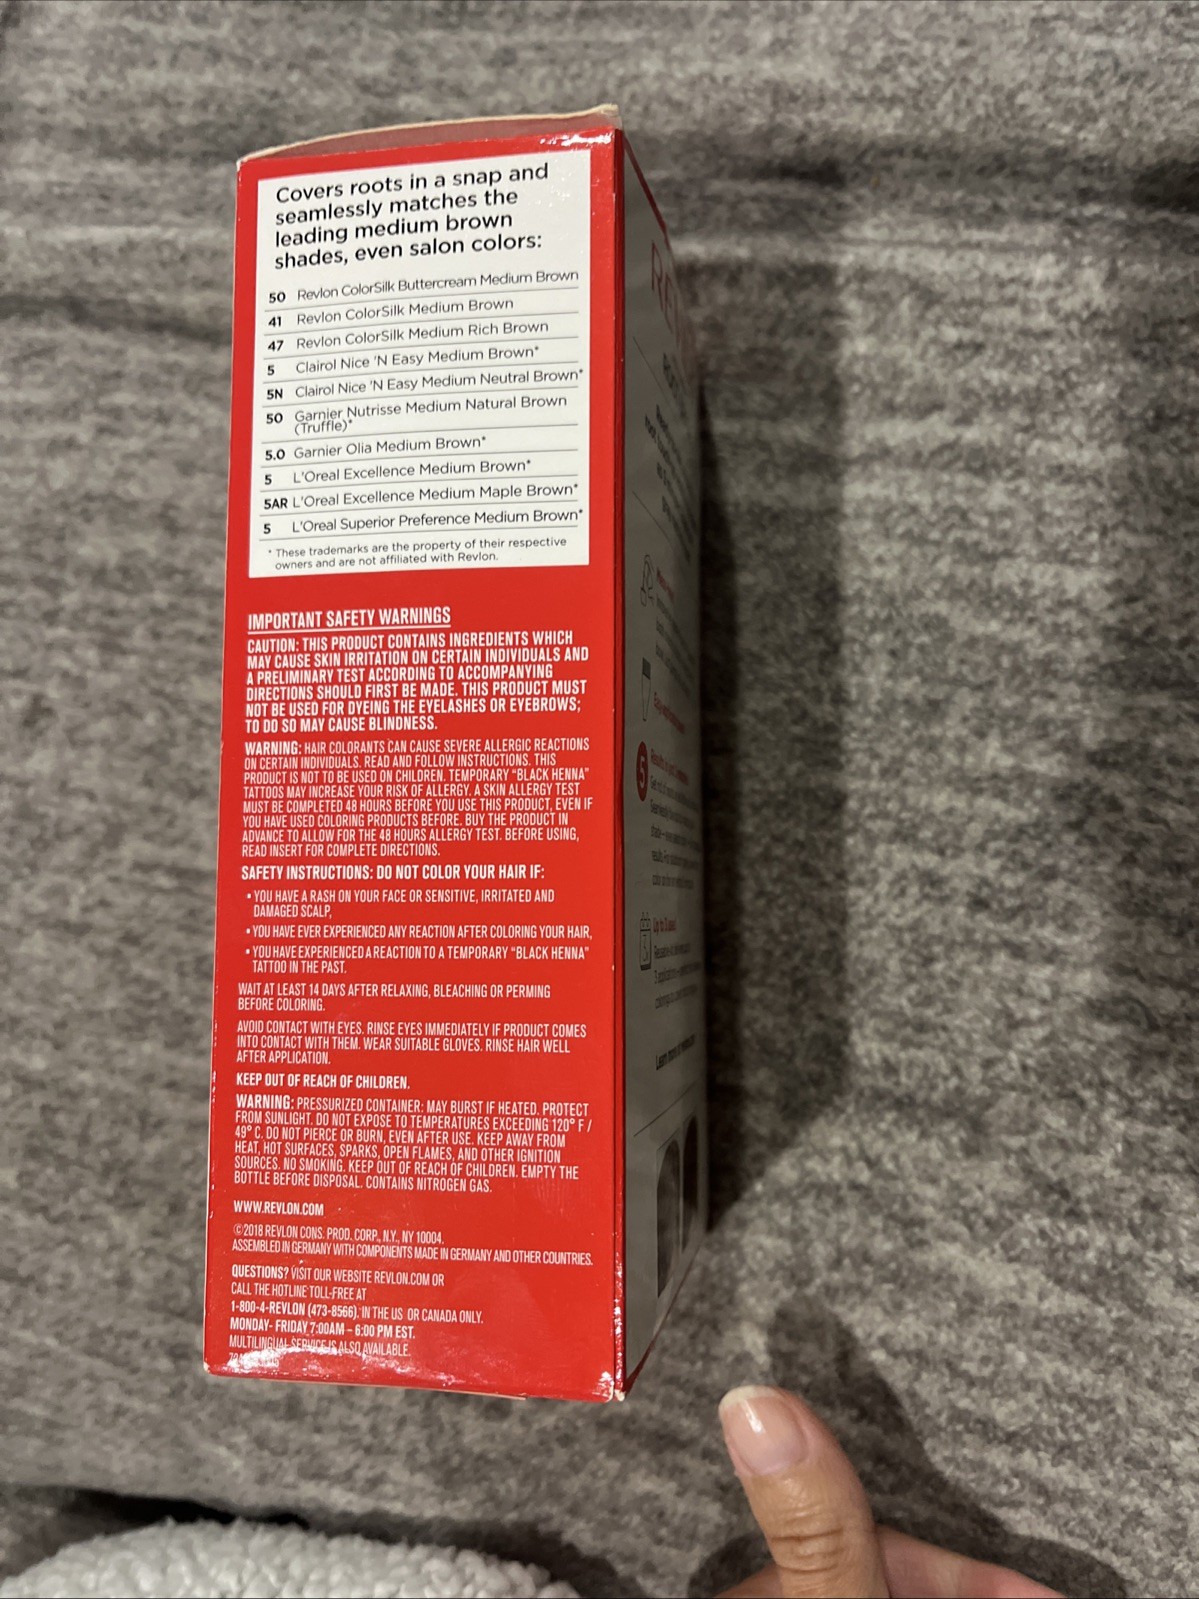 Covers roots in a snap and
seamlessly matches the
leading medium brown
shades, even salon colors:
50 Revlon ColorSilk Buttercream Medium Brown
41 Revlon ColorSilk Medium Brown
47 Revlon ColorSilk Medium Rich Brown
5 Clairol Nice 'N Easy Medium Brown*
5N Clairol Nice 'N Easy Medium Neutral Brown*
50 Garnier Nutrisse Medium Natural Brown
(Truffle)*
5.0 Garnier Olia Medium Brown*
5 L'Oreal Excellence Medium Brown*
5AR L'Oreal Excellence Medium Maple Brown*
5 L'Oreal Superior Preference Medium Brown*
* These trademarks are the property of their respective
owners and are not affiliated with Revlon.
IMPORTANT SAFETY WARNINGS
CAUTION: THIS PRODUCT CONTAINS INGREDIENTS WHICH
MAY CAUSE SKIN IRRITATION ON CERTAIN INDIVIDUALS AND
A PRELIMINARY TEST ACCORDING TO ACCOMPANYING
DIRECTIONS SHOULD FIRST BE MADE. THIS PRODUCT MUST
NOT BE USED FOR DYEING THE EYELASHES OR EYEBROWS;
TO DO SO MAY CAUSE BLINDNESS.
WARNING: HAIR COLORANTS CAN CAUSE SEVERE ALLERGIC REACTIONS
ON CERTAIN INDIVIDUALS. READ AND FOLLOW INSTRUCTIONS. THIS
PRODUCT IS NOT TO BE USED ON CHILDREN. TEMPORARY "BLACK HENNA"
TATTOOS MAY INCREASE YOUR RISK OF ALLERGY. A SKIN ALLERGY TEST
MUST BE COMPLETED 48 HOURS BEFORE YOU USE THIS PRODUCT, EVEN IF
YOU HAVE USED COLORING PRODUCTS BEFORE. BUY THE PRODUCT IN
ADVANCE TO ALLOW FOR THE 48 HOURS ALLERGY TEST. BEFORE USING,
READ INSERT FOR COMPLETE DIRECTIONS.
SAFETY INSTRUCTIONS: DO NOT COLOR YOUR HAIR IF:
• YOU HAVE A RASH ON YOUR FACE OR SENSITIVE, IRRITATED AND
DAMAGED SCALP,
• YOU HAVE EVER EXPERIENCED ANY REACTION AFTER COLORING YOUR HAIR,
• YOU HAVE EXPERIENCED A REACTION TO A TEMPORARY "BLACK HENNA"
TATTOO IN THE PAST.
WAIT AT LEAST 14 DAYS AFTER RELAXING, BLEACHING OR PERMING
BEFORE COLORING.
AVOID CONTACT WITH EYES. RINSE EYES IMMEDIATELY IF PRODUCT COMES
INTO CONTACT WITH THEM. WEAR SUITABLE GLOVES. RINSE HAIR WELL
AFTER APPLICATION.
KEEP OUT OF REACH OF CHILDREN.
WARNING: PRESSURIZED CONTAINER: MAY BURST IF HEATED. PROTECT
FROM SUNLIGHT. DO NOT EXPOSE TO TEMPERATURES EXCEEDING 120° F /
49° C. DO NOT PIERCE OR BURN, EVEN AFTER USE. KEEP AWAY FROM
HEAT, HOT SURFACES, SPARKS, OPEN FLAMES, AND OTHER IGNITION
SOURCES. NO SMOKING. KEEP OUT OF REACH OF CHILDREN. EMPTY THE
BOTTLE BEFORE DISPOSAL. CONTAINS NITROGEN GAS.
WWW.REVLON.COM
©2018 REVLON CONS. PROD. CORP., N.Y., NY 10004.
ASSEMBLED IN GERMANY WITH COMPONENTS MADE IN GERMANY AND OTHER COUNTRIES.
QUESTIONS? VISIT OUR WEBSITE REVLON.COM OR
CALL THE HOTLINE TOLL-FREE AT
1-800-4-REVLON (473-8566), IN THE US OR CANADA ONLY.
MONDAY- FRIDAY 7:00AM – 6:00 PM EST.
MULTILINGUAL SERVICE IS ALSO AVAILABLE.
5